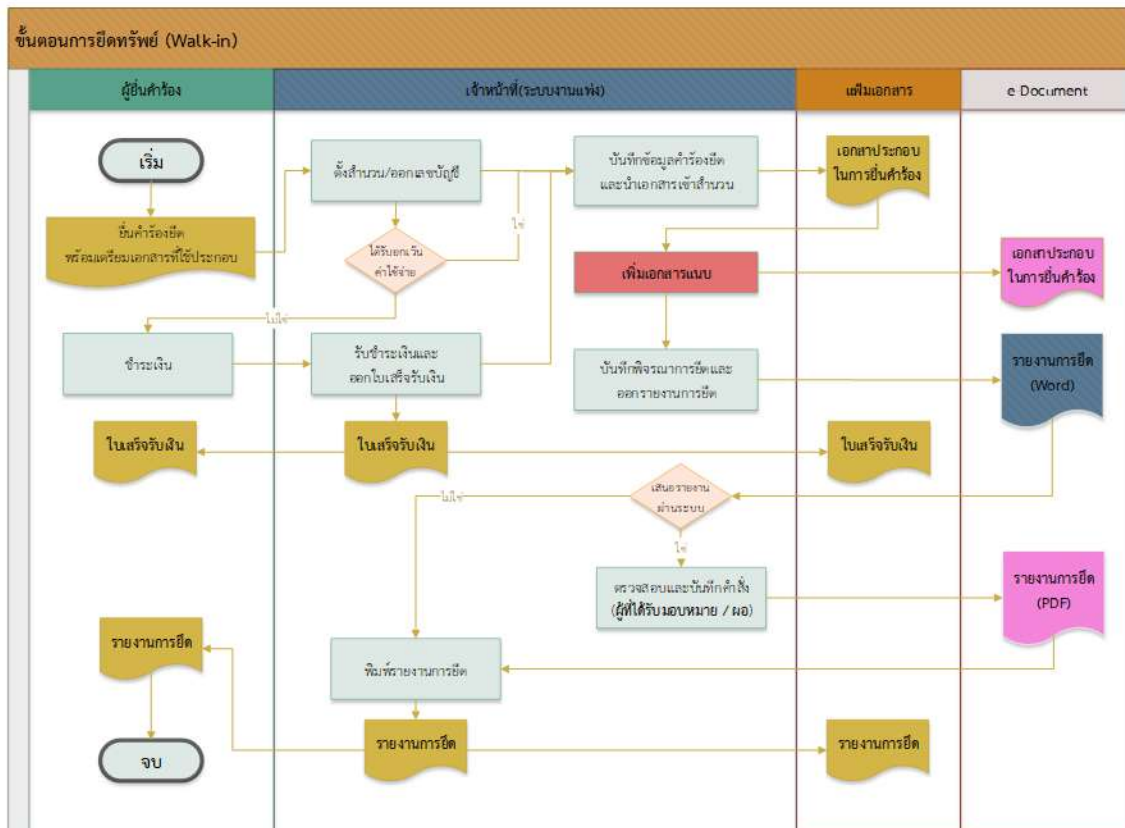 ขั้นตอนการยึดทรัพย์ (Walk-in)
ผู้ยื่นคำร้อง
เจ้าหน้าที่(ระบบงานแพ่ง)
แฟ้มเอกสาร
e Document
เริ่ม
ตั้งสำนวน/ออกเลขบัญชี
บันทึกข้อมูลคำร้องยึด
และนำเอกสารเข้าสำนวน
เอกสาประกอบ
ในการยื่นคำร้อง
ยื่นคำร้องยึด
พร้อมเตรียมเอกสารที่ใช้ประกอบ
ใช่
ได้รับยกเว้น
ค่าใช้จ่าย
เพิ่มเอกสารแนบ
เอกสาประกอบ
ในการยื่นคำร้อง
ไม่ใช่
ชำระเงิน
รับชำระเงินและ
ออกใบเสร็จรับเงิน
บันทึกพิจรณาการยึดและ
ออกรายงานการยึด
รายงานการยึด
(Word)
ใบเสร็จรับเงิน
ใบเสร็จรับเงิน
ใบเสร็จรับเงิน
เสนอรายงาน
ผ่านระบบ
ไม่ใช่
ใช่
ตรวจสอบและบันทึกคำสั่ง
(ผู้ที่ได้รับมอบหมาย / ผอ)
รายงานการยึด
(PDF)
รายงานการยึด
พิมพ์รายงานการยึด
รายงานการยึด
รายงานการยึด
จบ